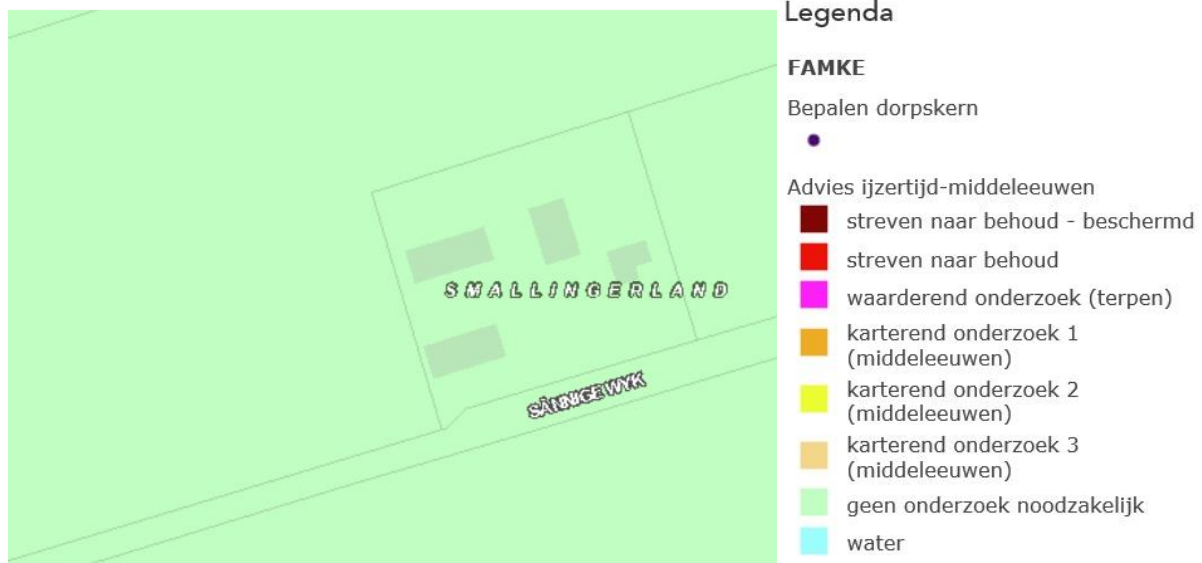 Legenda
FAMKE
Bepalen dorpskern
Advies ijzertijd-middeleeuwen
streven naar behoud - beschermd
streven naar behoud
waarderend onderzoek (terpen)
karterend onderzoek 1
(middeleeuwen)
karterend onderzoek 2
(middeleeuwen)
karterend onderzoek 3
(middeleeuwen)
geen onderzoek noodzakelijk
water
SMALLINGERLAND